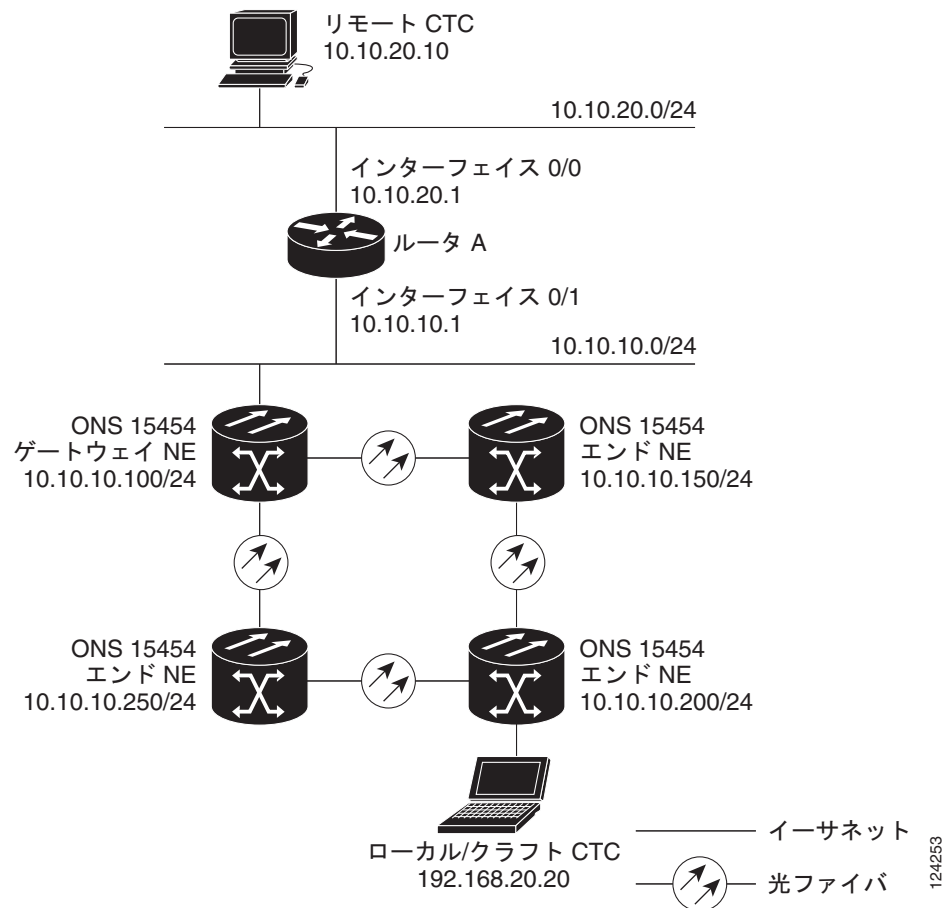 リモート CTC
10.10.20.10
10.10.20.0/24
インターフェイス 0/0
10.10.20.1
ルータ A
インターフェイス 0/1
10.10.10.1
10.10.10.0/24
ONS 15454
ゲートウェイ NE
10.10.10.100/24
ONS 15454
エンド NE
10.10.10.150/24
ONS 15454
エンド NE
10.10.10.250/24
ONS 15454
エンド NE
10.10.10.200/24
ローカル/クラフト CTC
192.168.20.20
イーサネット
光ファイバ
124253